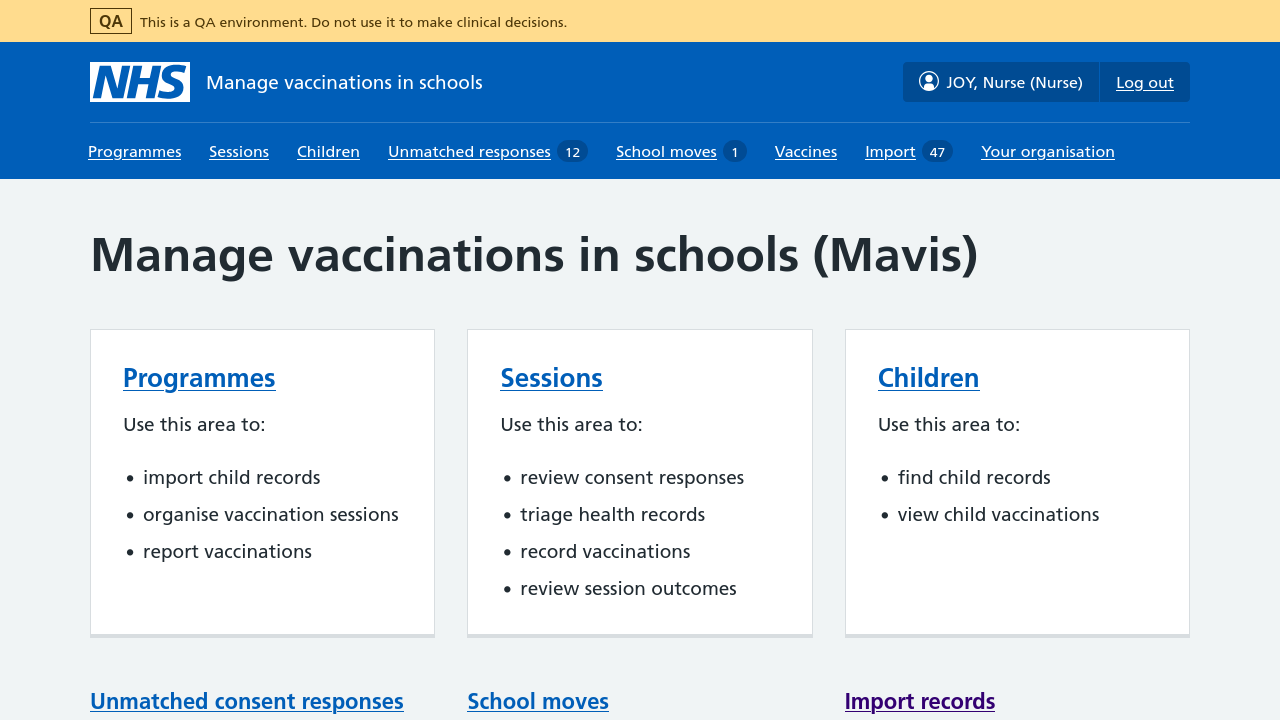 QA This is a QA environment. Do not use it to make clinical decisions.
NHS Manage vaccinations in schools JOY, Nurse (Nurse) Log out
Programmes Sessions Children Unmatched responses 12 School moves 1 Vaccines Import 47 Your organisation
Manage vaccinations in schools (Mavis)
Programmes
Use this area to:
• import child records
• organise vaccination sessions
• report vaccinations
Sessions
Use this area to:
• review consent responses
• triage health records
• record vaccinations
• review session outcomes
Children
Use this area to:
• find child records
• view child vaccinations
Unmatched consent responses
School moves
Import records